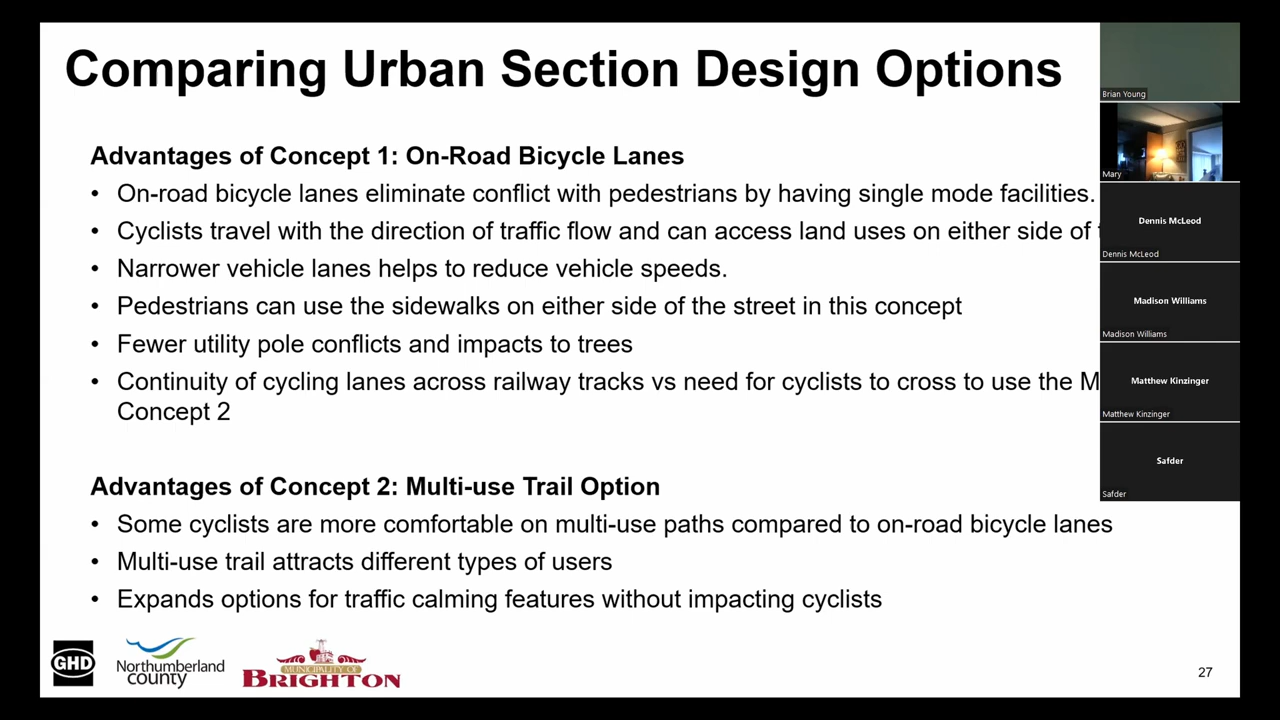 Comparing Urban Section Design Options
Advantages of Concept 1: On-Road Bicycle Lanes
• On-road bicycle lanes eliminate conflict with pedestrians by having single mode facilities.
• Cyclists travel with the direction of traffic flow and can access land uses on either side of
• Narrower vehicle lanes helps to reduce vehicle speeds.
• Pedestrians can use the sidewalks on either side of the street in this concept
• Fewer utility pole conflicts and impacts to trees
• Continuity of cycling lanes across railway tracks vs need for cyclists to cross to use the M
Concept 2
Advantages of Concept 2: Multi-use Trail Option
• Some cyclists are more comfortable on multi-use paths compared to on-road bicycle lanes
• Multi-use trail attracts different types of users
• Expands options for traffic calming features without impacting cyclists
GHD
Northumberland
county
MUNICIPALITY OF
BRIGHTON
27
Brian Young
Mary
Dennis McLeod
Dennis McLeod
Madison Williams
Madison Williams
Matthew Kinzinger
Matthew Kinzinger
Safder
Safder